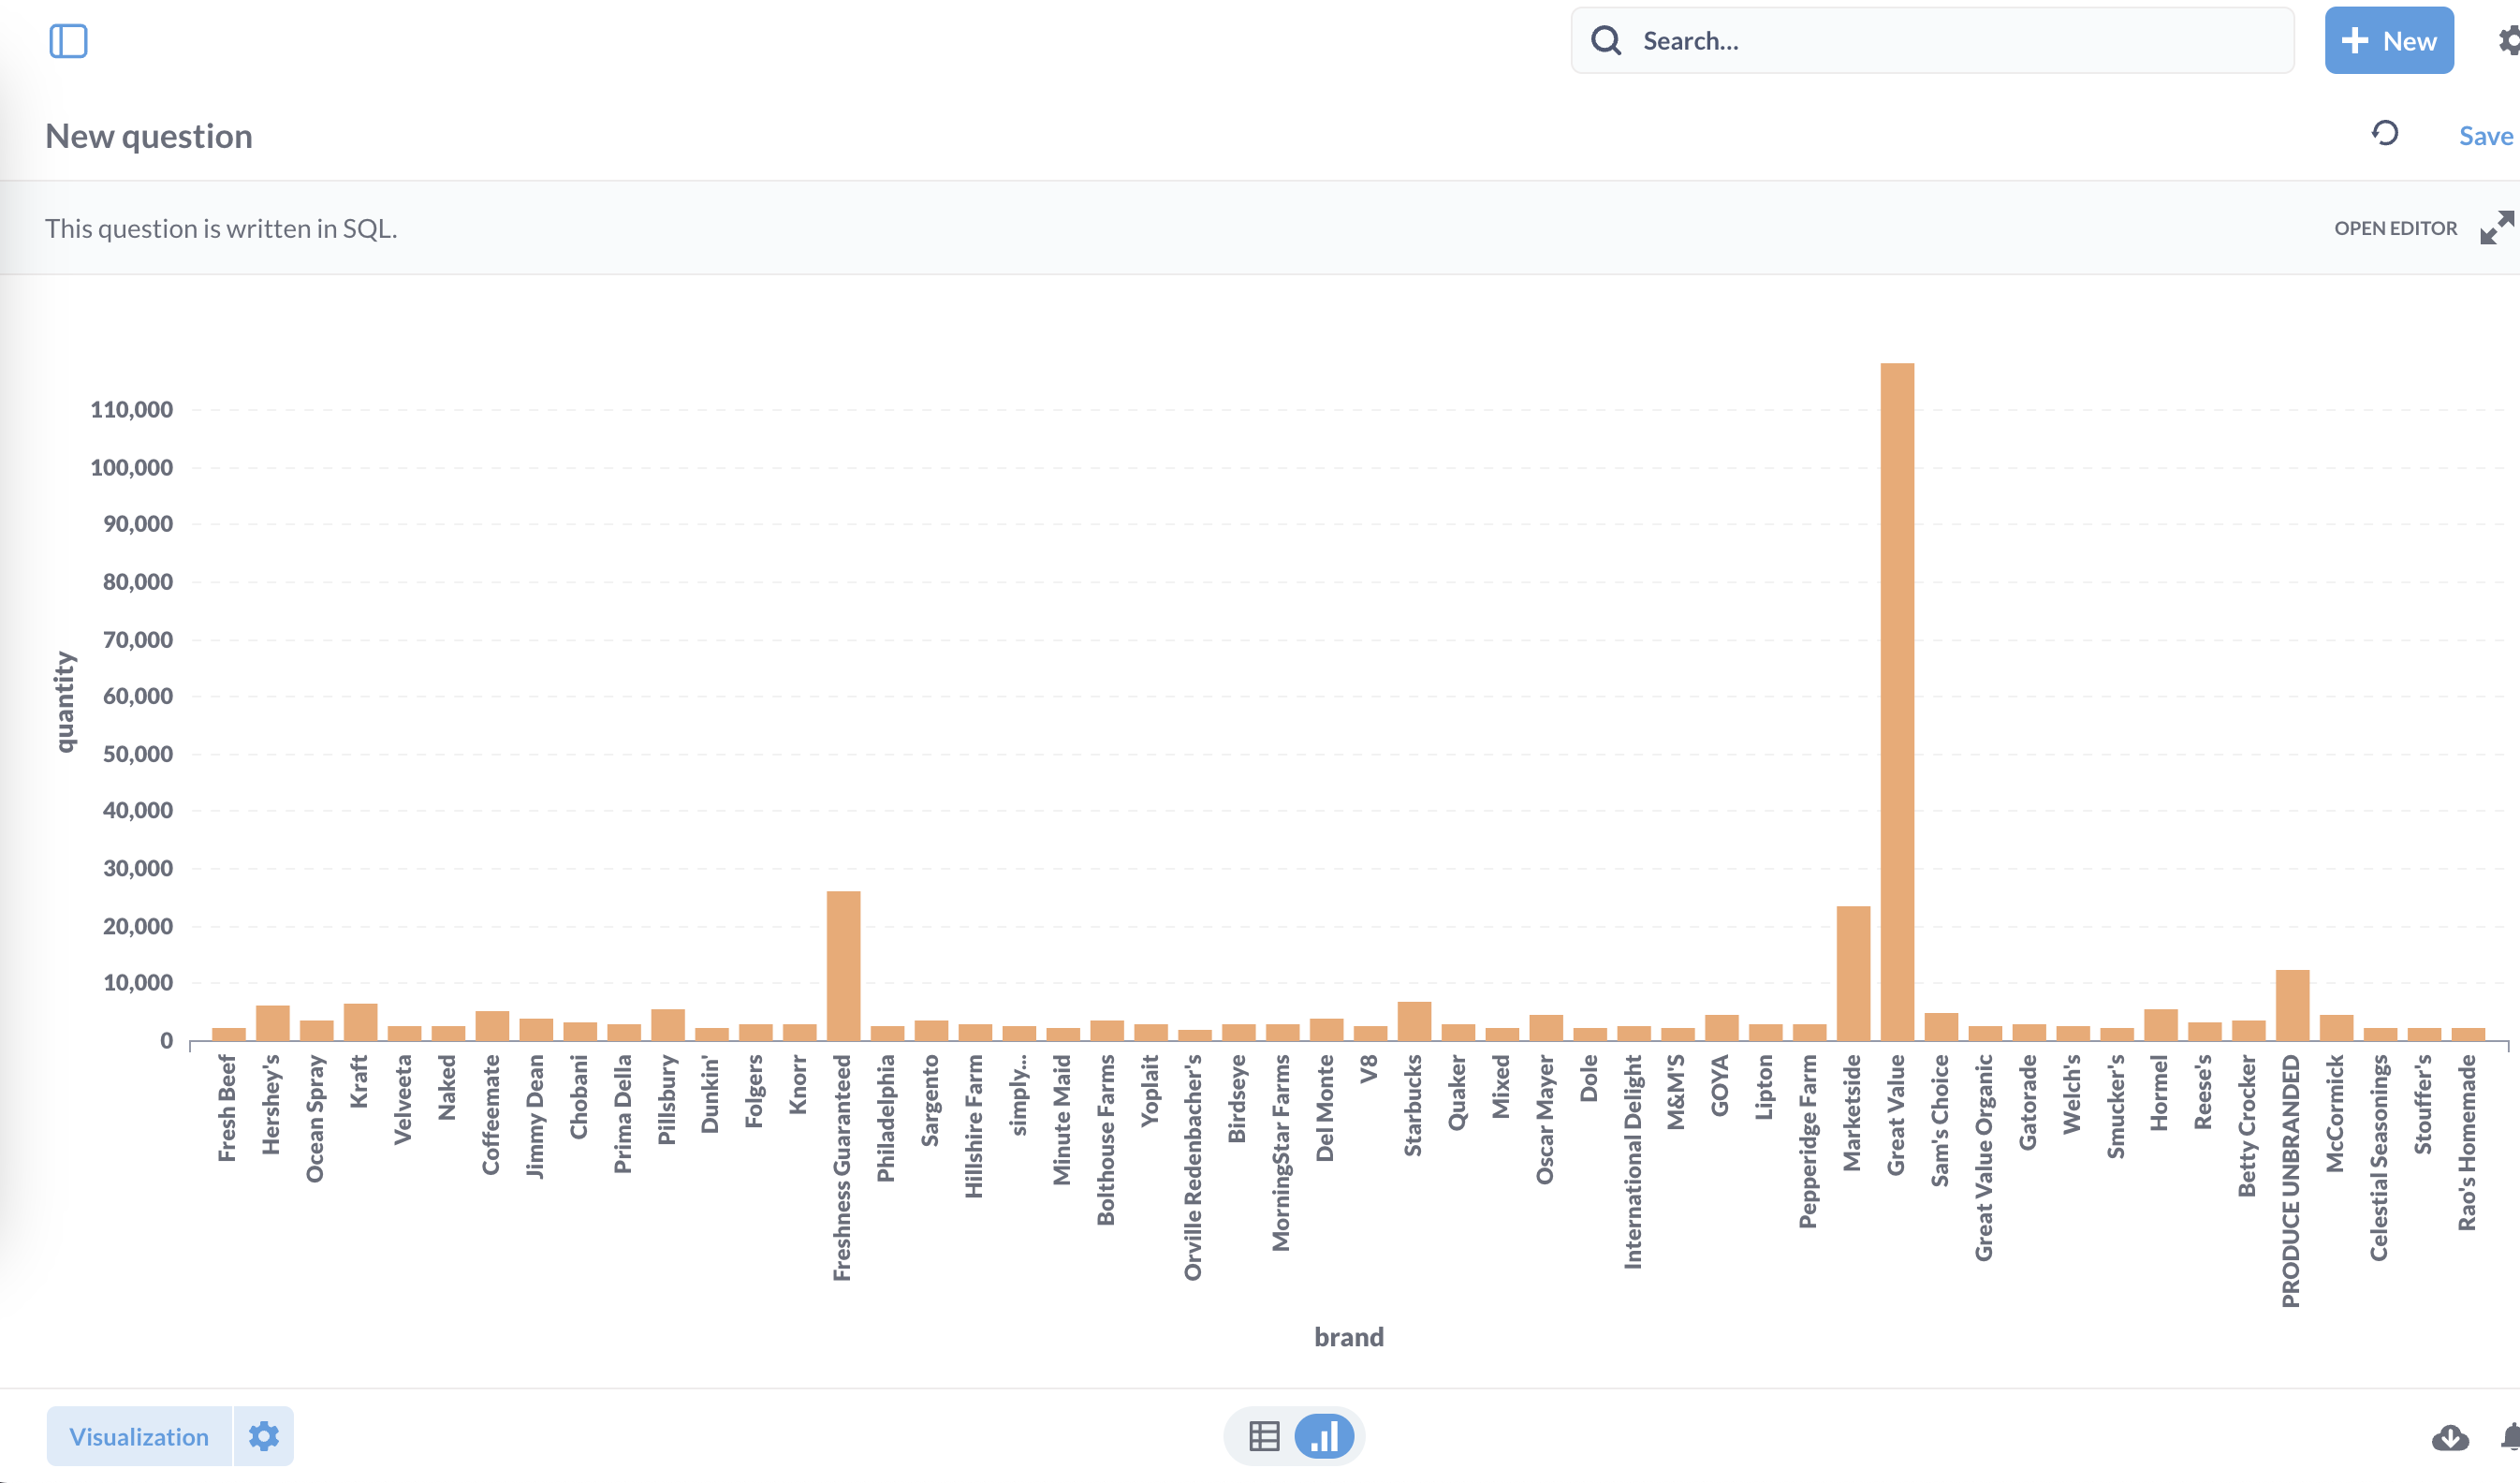 Search...
New
New question
Save
This question is written in SQL.
OPEN EDITOR
quantity
110,000
100,000
90,000
80,000
70,000
60,000
50,000
40,000
30,000
20,000
10,000
0
Fresh Beef
Hershey's
Ocean Spray
Kraft
Velveeta
Naked
Coffeemate
Jimmy Dean
Chobani
Prima Della
Pillsbury
Dunkin'
Folgers
Knorr
Freshness Guaranteed
Philadelphia
Sargento
Hillshire Farm
simply...
Minute Maid
Bolthouse Farms
Yoplait
Orville Redenbacher's
Birdseye
MorningStar Farms
Del Monte
V8
Starbucks
Quaker
Mixed
Oscar Mayer
Dole
International Delight
M&M'S
GOYA
Lipton
Pepperidge Farm
Marketside
Great Value
Sam's Choice
Great Value Organic
Gatorade
Welch's
Smucker's
Hormel
Reese's
Betty Crocker
PRODUCE UNBRANDED
McCormick
Celestial Seasonings
Stouffer's
Rao's Homemade
brand
Visualization